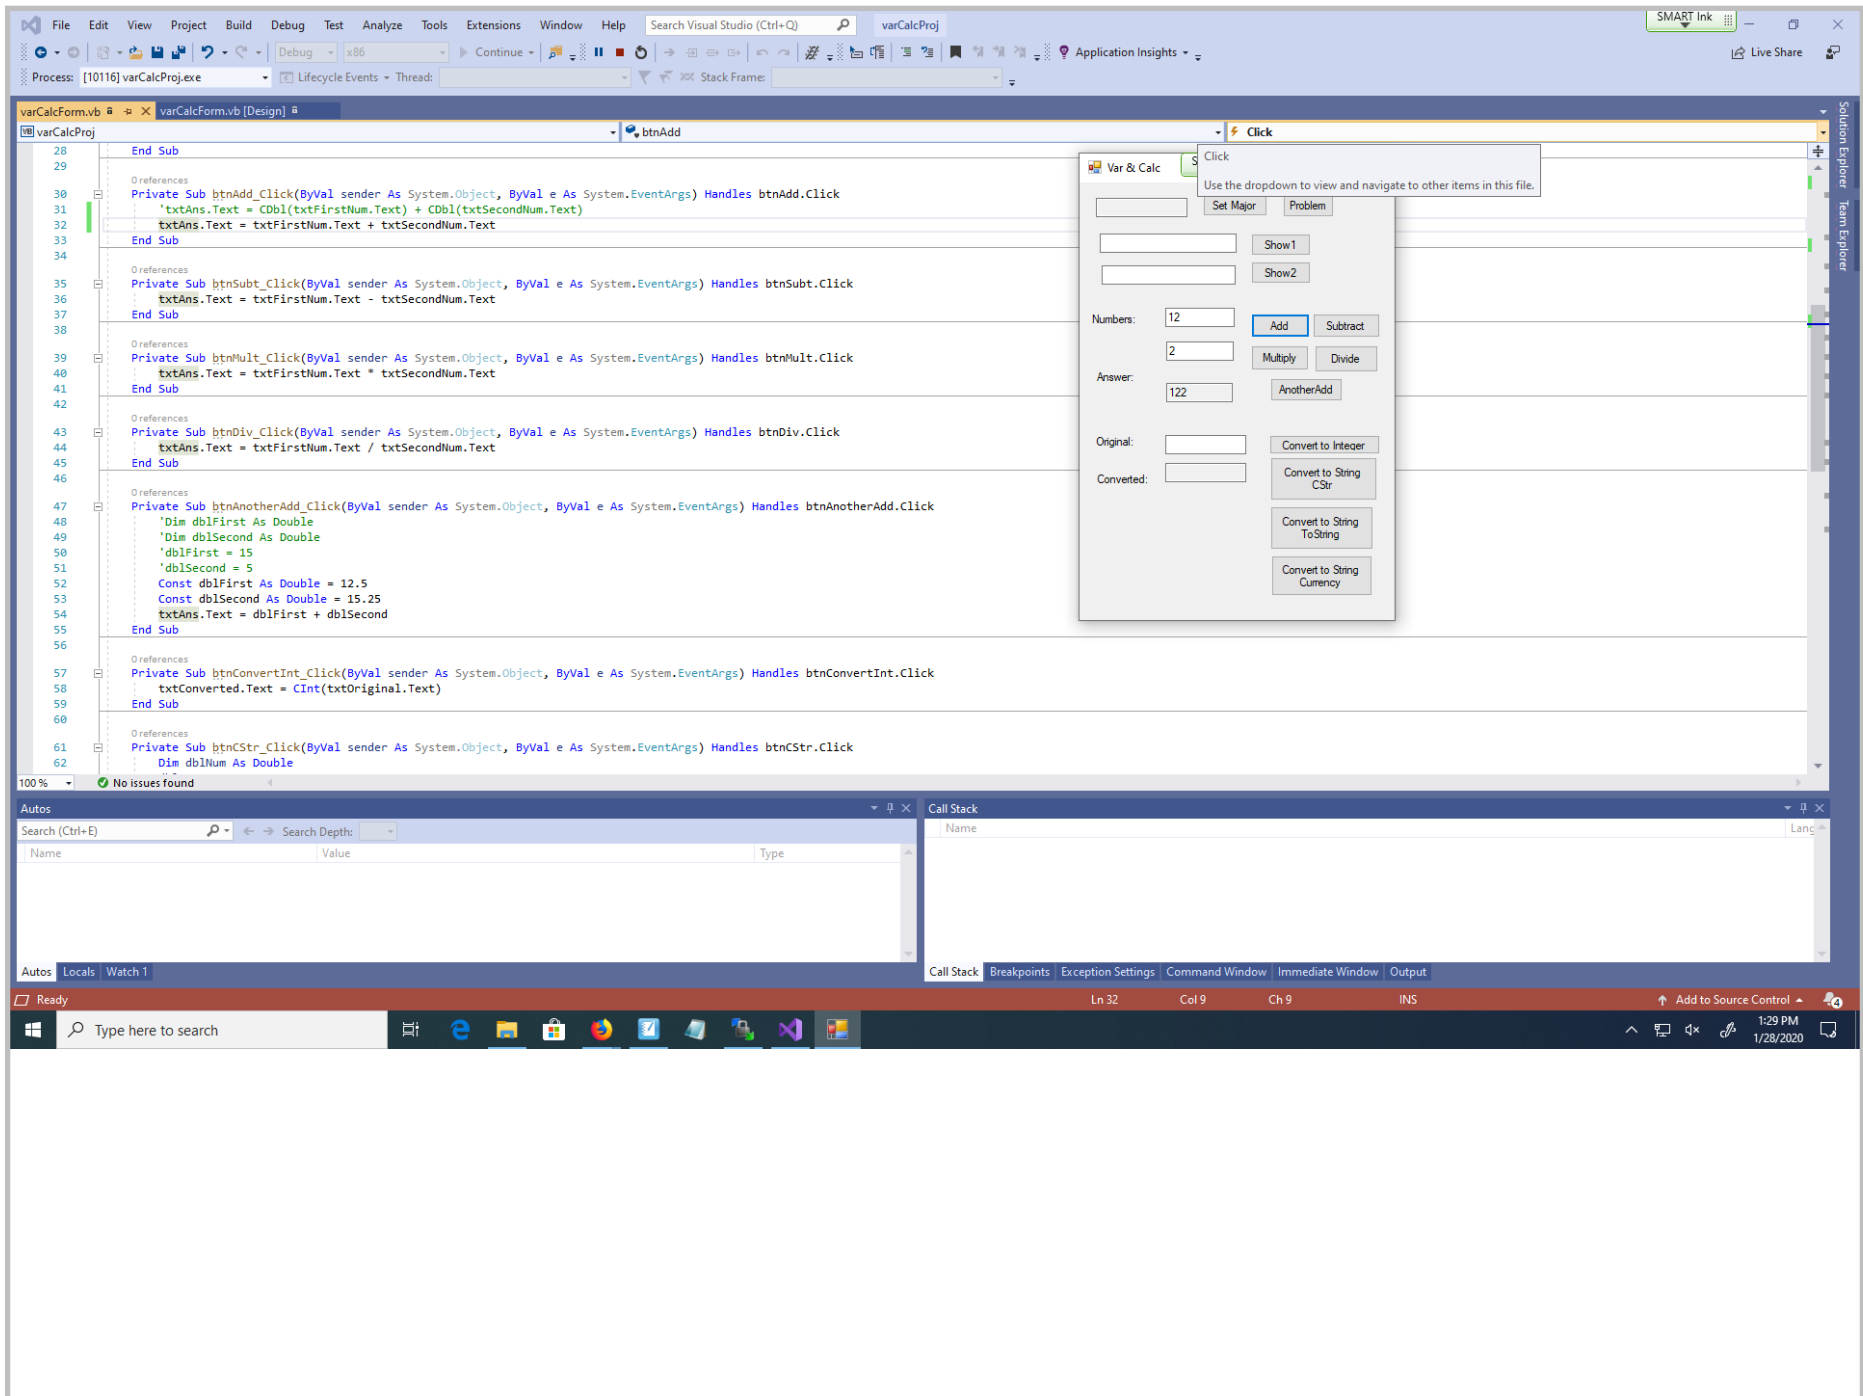 File Edit View Project Build Debug Test Analyze Tools Extensions Window Help Search Visual Studio (Ctrl+Q) varCalcProj SMART Ink
Debug x86 Continue Application Insights Live Share
Process: [10116] varCalcProj.exe Lifecycle Events Thread: Stack Frame:
varCalcForm.vb varCalcForm.vb [Design]
varCalcProj btnAdd Click
28 End Sub
29
0 references
30 Private Sub btnAdd_Click(ByVal sender As System.Object, ByVal e As System.EventArgs) Handles btnAdd.Click
31 'txtAns.Text = CDbl(txtFirstNum.Text) + CDbl(txtSecondNum.Text)
32 txtAns.Text = txtFirstNum.Text + txtSecondNum.Text
33 End Sub
34
0 references
35 Private Sub btnSubt_Click(ByVal sender As System.Object, ByVal e As System.EventArgs) Handles btnSubt.Click
36 txtAns.Text = txtFirstNum.Text - txtSecondNum.Text
37 End Sub
38
0 references
39 Private Sub btnMult_Click(ByVal sender As System.Object, ByVal e As System.EventArgs) Handles btnMult.Click
40 txtAns.Text = txtFirstNum.Text * txtSecondNum.Text
41 End Sub
42
0 references
43 Private Sub btnDiv_Click(ByVal sender As System.Object, ByVal e As System.EventArgs) Handles btnDiv.Click
44 txtAns.Text = txtFirstNum.Text / txtSecondNum.Text
45 End Sub
46
0 references
47 Private Sub btnAnotherAdd_Click(ByVal sender As System.Object, ByVal e As System.EventArgs) Handles btnAnotherAdd.Click
48 'Dim dblFirst As Double
49 'Dim dblSecond As Double
50 'dblFirst = 15
51 'dblSecond = 5
52 Const dblFirst As Double = 12.5
53 Const dblSecond As Double = 15.25
54 txtAns.Text = dblFirst + dblSecond
55 End Sub
56
0 references
57 Private Sub btnConvertInt_Click(ByVal sender As System.Object, ByVal e As System.EventArgs) Handles btnConvertInt.Click
58 txtConverted.Text = CInt(txtOriginal.Text)
59 End Sub
60
0 references
61 Private Sub btnCStr_Click(ByVal sender As System.Object, ByVal e As System.EventArgs) Handles btnCStr.Click
62 Dim dblNum As Double
100 % No issues found
Var & Calc S
Click
Use the dropdown to view and navigate to other items in this file.
Set Major Problem
Show1
Show2
Numbers: 12 Add Subtract
2 Multiply Divide
Answer: 122 AnotherAdd
Original: Convert to Integer
Converted: Convert to String
CStr
Convert to String
ToString
Convert to String
Currency
Solution Explorer
Team Explorer
Autos
Search (Ctrl+E) Search Depth:
Name Value Type
Autos Locals Watch 1
Call Stack
Name Lang
Call Stack Breakpoints Exception Settings Command Window Immediate Window Output
Ready Ln 32 Col 9 Ch 9 INS Add to Source Control 4
Type here to search 1:29 PM
1/28/2020